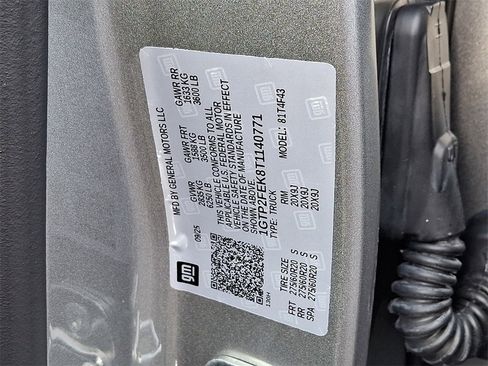 MFD BY GENERAL MOTORS LLC
09/25 GVWR GAWR FRT GAWR RR
2835 KG 1588 KG 1633 KG
6250 LB 3500 LB 3600 LB
THIS VEHICLE CONFORMS TO ALL
APPLICABLE U.S. FEDERAL MOTOR
VEHICLE SAFETY STANDARDS IN EFFECT
ON THE DATE OF MANUFACTURE
SHOWN ABOVE.
1GTP2FEK8T1140771
TYPE: TRUCK MODEL: 81T4F43
TIRE SIZE RIM
FRT 275/60R20 S 20X9J
RR 275/60R20 S 20X9J
SPA 275/60R20 S 20X9J
gm